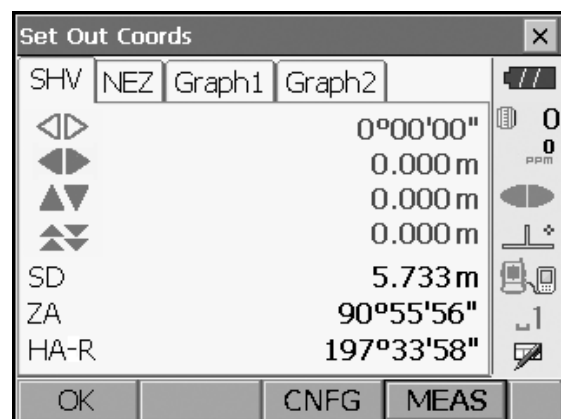 Set Out Coords
SHV NEZ Graph1 Graph2
0°00'00" 0
0.000 m 0
PPM
0.000 m
0.000 m
SD 5.733 m
ZA 90°55'56" 1
HA-R 197°33'58"
OK CNFG MEAS